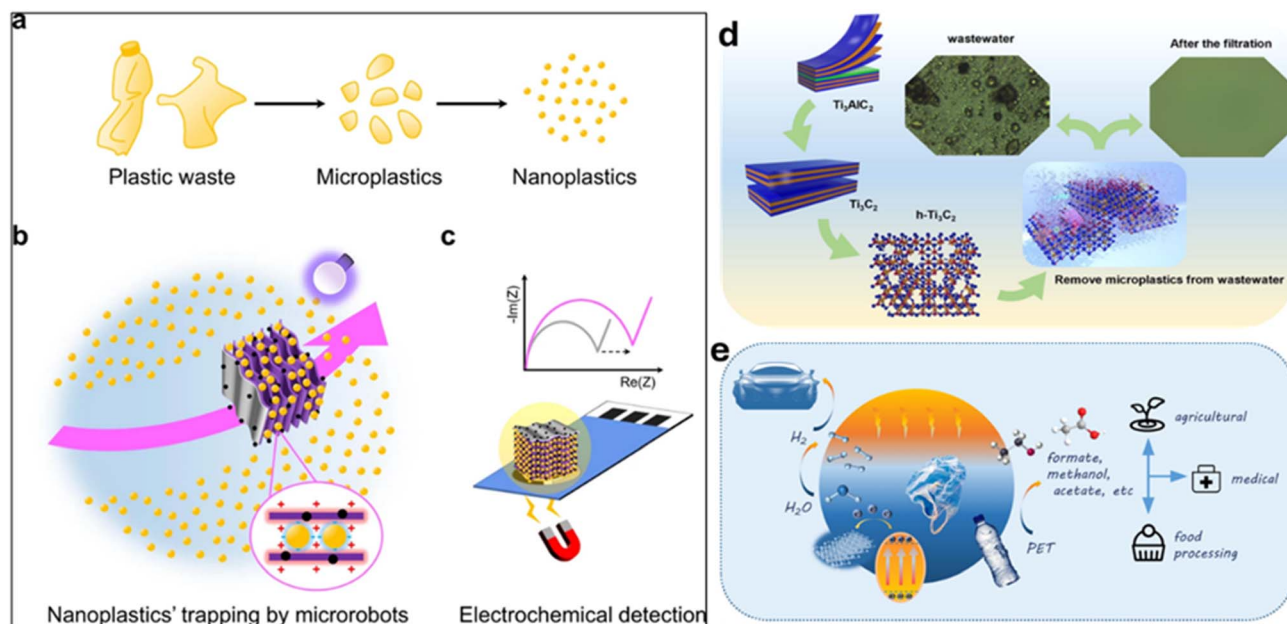 a
Plastic waste
Microplastics
Nanoplastics
b
Nanoplastics' trapping by microrobots
c
-Im(Z)
Re(Z)
Electrochemical detection
d
Ti₃AlC₂
Ti₃C₂
h-Ti₃C₂
wastewater
After the filtration
Remove microplastics from wastewater
e
H₂
H₂O
PET
formate,
methanol,
acetate, etc
agricultural
medical
food
processing